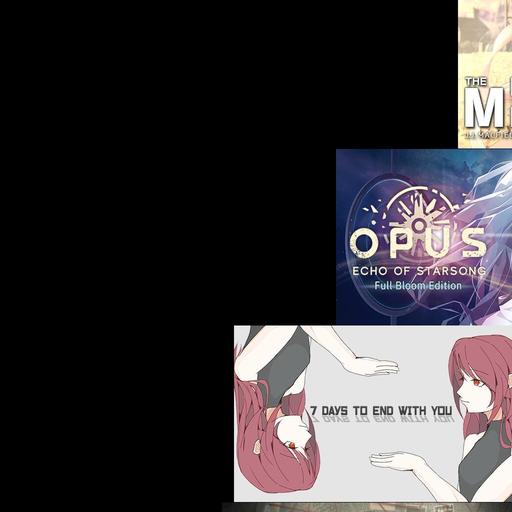 THE
M
OPUS
ECHO OF STARSONG
Full Bloom Edition
7 DAYS TO END WITH YOU
7 DAYS TO END WITH YOU